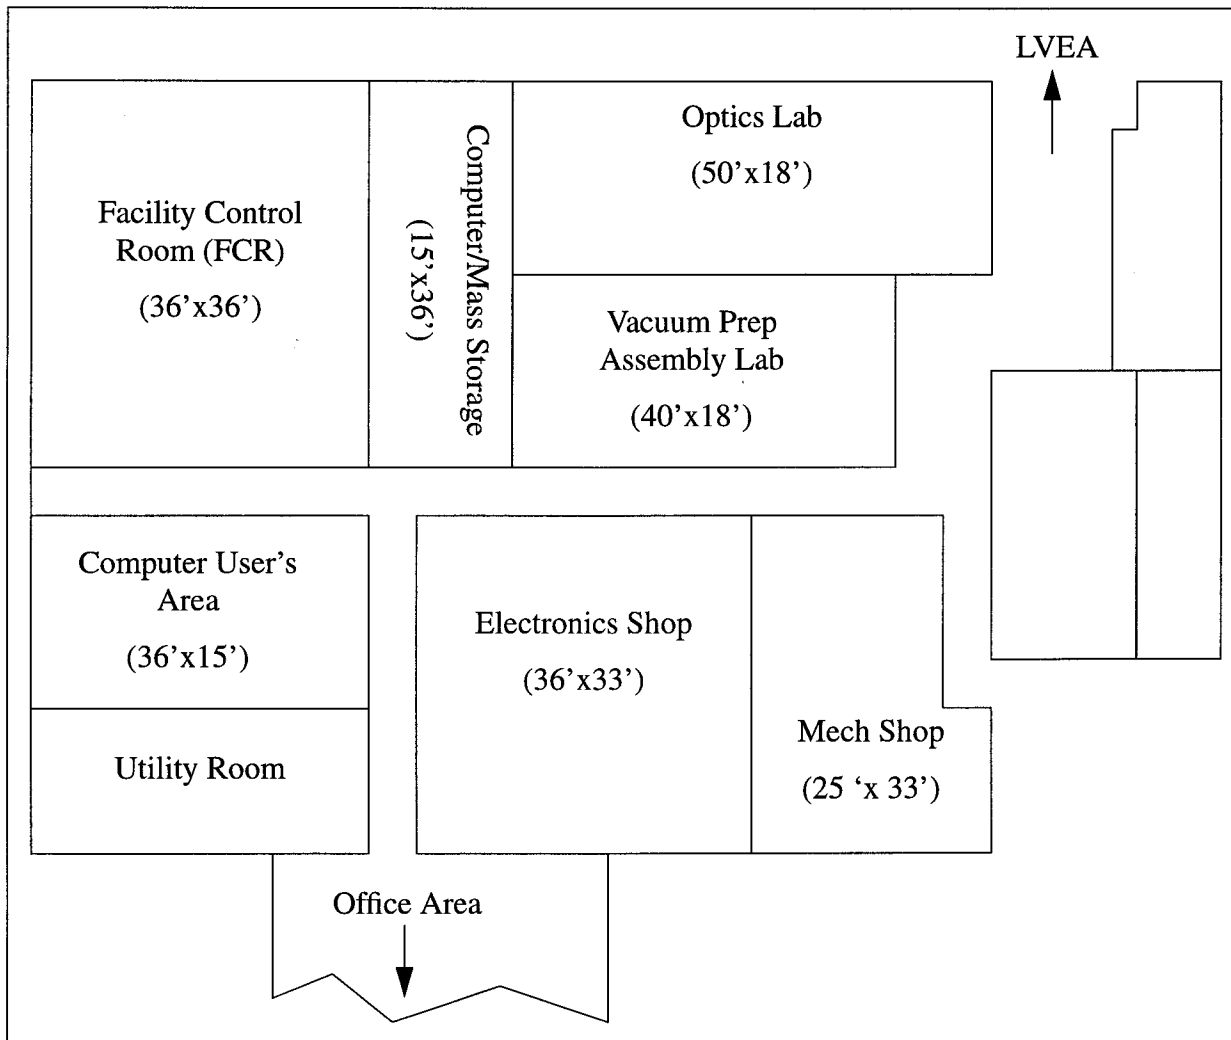 LVEA
Optics Lab
(50’x18’)
Computer/Mass Storage
(15’x36’)
Facility Control
Room (FCR)
(36’x36’)
Vacuum Prep
Assembly Lab
(40’x18’)
Computer User’s
Area
(36’x15’)
Electronics Shop
(36’x33’)
Mech Shop
(25 ‘x 33’)
Utility Room
Office Area